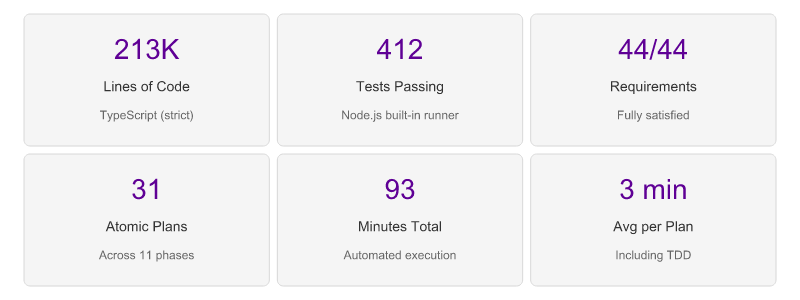 213K
Lines of Code
TypeScript (strict)
412
Tests Passing
Node.js built-in runner
44/44
Requirements
Fully satisfied
31
Atomic Plans
Across 11 phases
93
Minutes Total
Automated execution
3 min
Avg per Plan
Including TDD